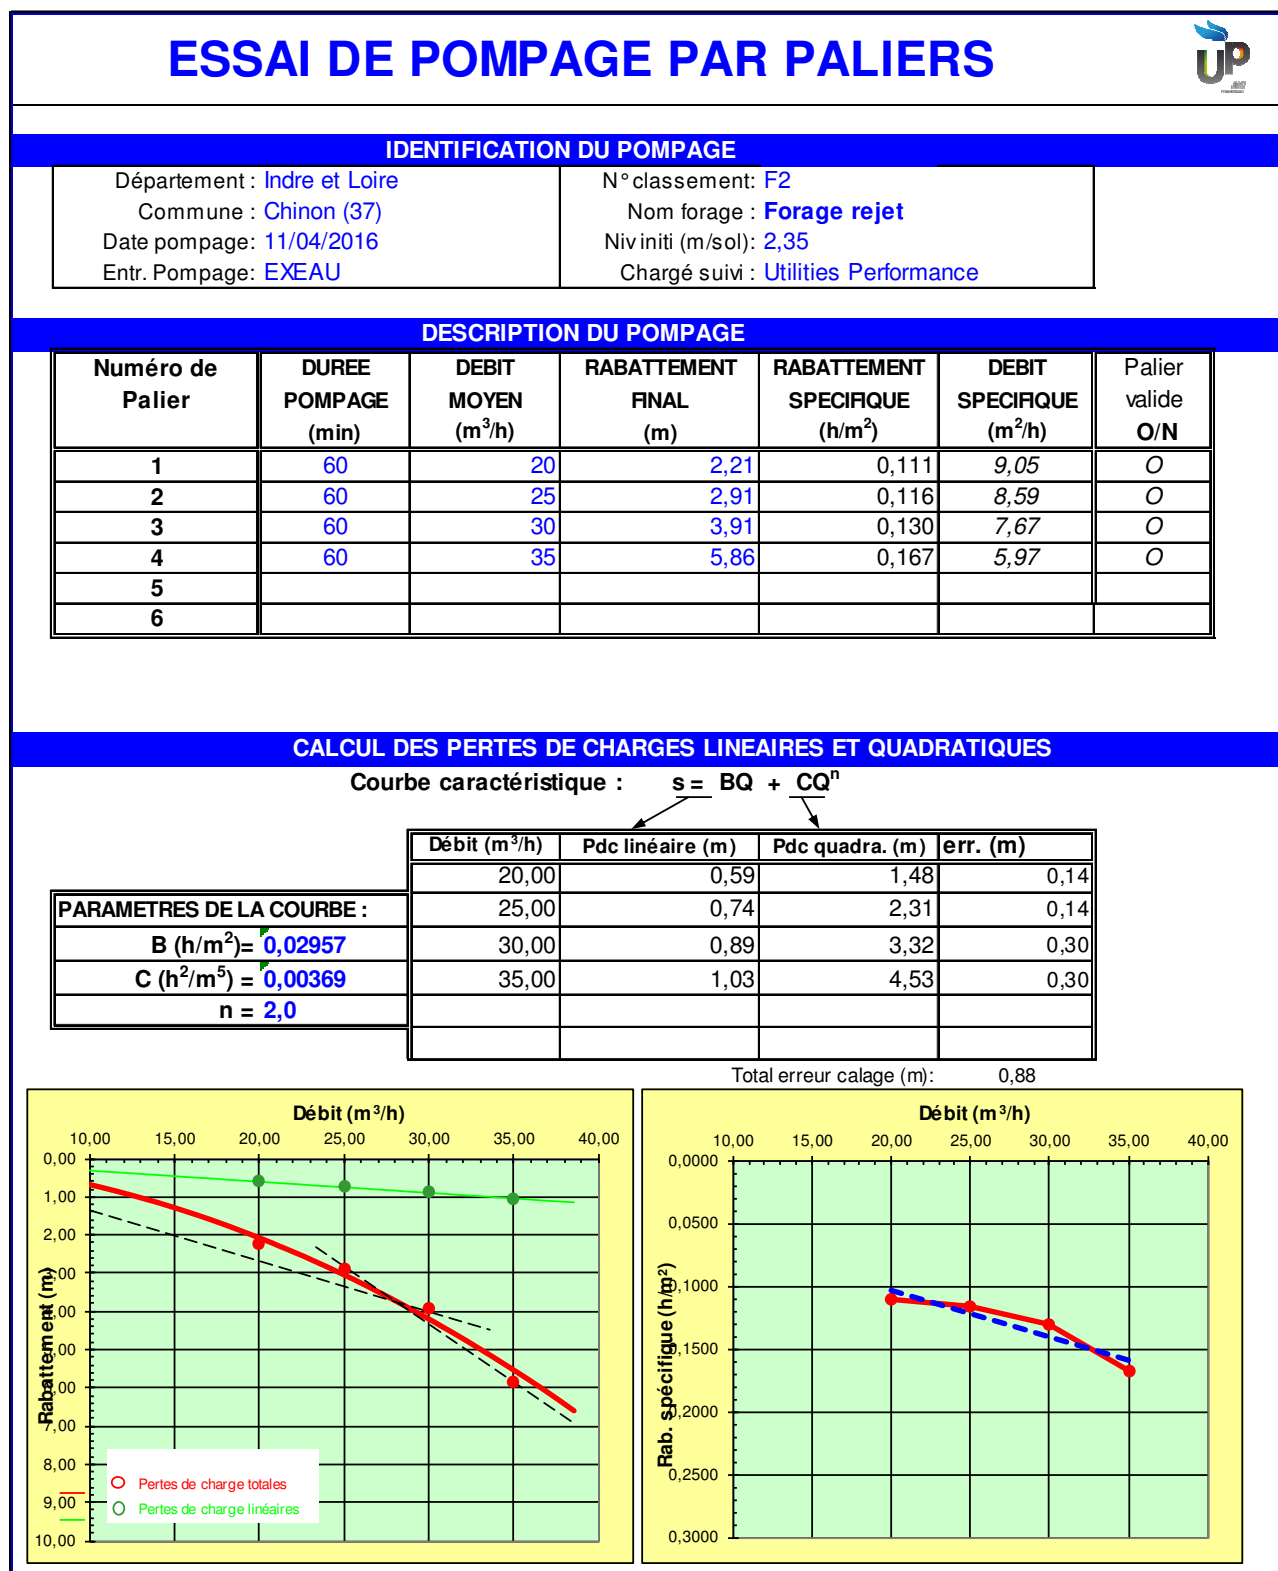 ESSAI DE POMPAGE PAR PALIERS
UP
IDENTIFICATION DU POMPAGE
Département : Indre et Loire N° classement: F2
Commune : Chinon (37) Nom forage : Forage rejet
Date pompage: 11/04/2016 Niv initi (m/sol): 2,35
Entr. Pompage: EXEAU Chargé suivi : Utilities Performance
DESCRIPTION DU POMPAGE
Numéro de DUREE DEBIT RABATTEMENT RABATTEMENT DEBIT Palier
Palier POMPAGE MOYEN FINAL SPECIFIQUE SPECIFIQUE valide
(min) (m³/h) (m) (h/m²) (m²/h) O/N
1 60 20 2,21 0,111 9,05 O
2 60 25 2,91 0,116 8,59 O
3 60 30 3,91 0,130 7,67 O
4 60 35 5,86 0,167 5,97 O
5
6
CALCUL DES PERTES DE CHARGES LINEAIRES ET QUADRATIQUES
Courbe caractéristique : s = BQ + CQⁿ
Débit (m³/h) Pdc linéaire (m) Pdc quadra. (m) err. (m)
20,00 0,59 1,48 0,14
PARAMETRES DE LA COURBE : 25,00 0,74 2,31 0,14
B (h/m²)= 0,02957 30,00 0,89 3,32 0,30
C (h²/m⁵) = 0,00369 35,00 1,03 4,53 0,30
n = 2,0
Total erreur calage (m): 0,88
Débit (m³/h)
10,00 15,00 20,00 25,00 30,00 35,00 40,00
0,00
1,00
2,00
3,00
4,00
5,00
6,00
7,00
8,00
9,00
10,00
Rabattement (m)
Pertes de charge totales
Pertes de charge linéaires
Débit (m³/h)
10,00 15,00 20,00 25,00 30,00 35,00 40,00
0,0000
0,0500
0,1000
0,1500
0,2000
0,2500
0,3000
Rab. spécifique (h/m²)